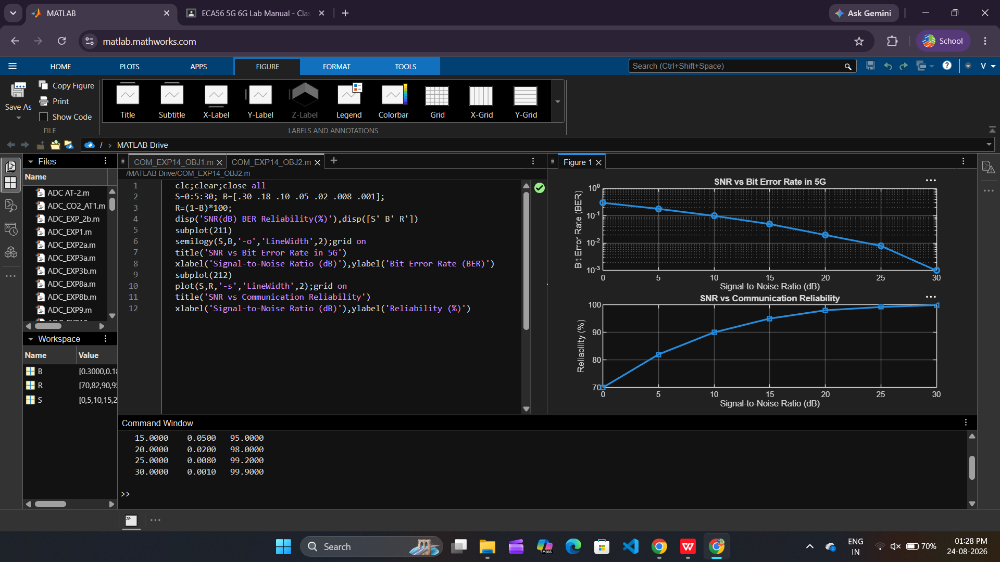 MATLAB
ECA56 5G 6G Lab Manual - Clas
Ask Gemini
matlab.mathworks.com
School
HOME
PLOTS
APPS
FIGURE
FORMAT
TOOLS
Search (Ctrl+Shift+Space)
V
Save As
Copy Figure
Print
Show Code
FILE
Title
Subtitle
X-Label
Y-Label
Z-Label
Legend
Colorbar
Grid
X-Grid
Y-Grid
LABELS AND ANNOTATIONS
/ › MATLAB Drive
Files
Name
ADC AT-2.m
ADC_CO2_AT1.m
ADC_EXP_2b.m
ADC_EXP1.m
ADC_EXP2a.m
ADC_EXP3a.m
ADC_EXP3b.m
ADC_EXP8a.m
ADC_EXP8b.m
ADC_EXP9.m
Workspace
Name Value
B [0.3000,0.18
R [70,82,90,95
S [0,5,10,15,2
COM_EXP14_OBJ1.m
COM_EXP14_OBJ2.m
/MATLAB Drive/COM_EXP14_OBJ2.m
1 clc;clear;close all
2 S=0:5:30; B=[.30 .18 .10 .05 .02 .008 .001];
3 R=(1-B)*100;
4 disp('SNR(dB) BER Reliability(%)'),disp([S' B' R'])
5 subplot(211)
6 semilogy(S,B,'-o','LineWidth',2);grid on
7 title('SNR vs Bit Error Rate in 5G')
8 xlabel('Signal-to-Noise Ratio (dB)'),ylabel('Bit Error Rate (BER)')
9 subplot(212)
10 plot(S,R,'-s','LineWidth',2);grid on
11 title('SNR vs Communication Reliability')
12 xlabel('Signal-to-Noise Ratio (dB)'),ylabel('Reliability (%)')
Figure 1
SNR vs Bit Error Rate in 5G
Bit Error Rate (BER)
10^0
10^-1
10^-2
10^-3
0 5 10 15 20 25 30
Signal-to-Noise Ratio (dB)
SNR vs Communication Reliability
Reliability (%)
100
90
80
70
0 5 10 15 20 25 30
Signal-to-Noise Ratio (dB)
Command Window
15.0000 0.0500 95.0000
20.0000 0.0200 98.0000
25.0000 0.0080 99.2000
30.0000 0.0010 99.9000
>>
Search
M365
ENG
IN
70%
01:28 PM
24-08-2026